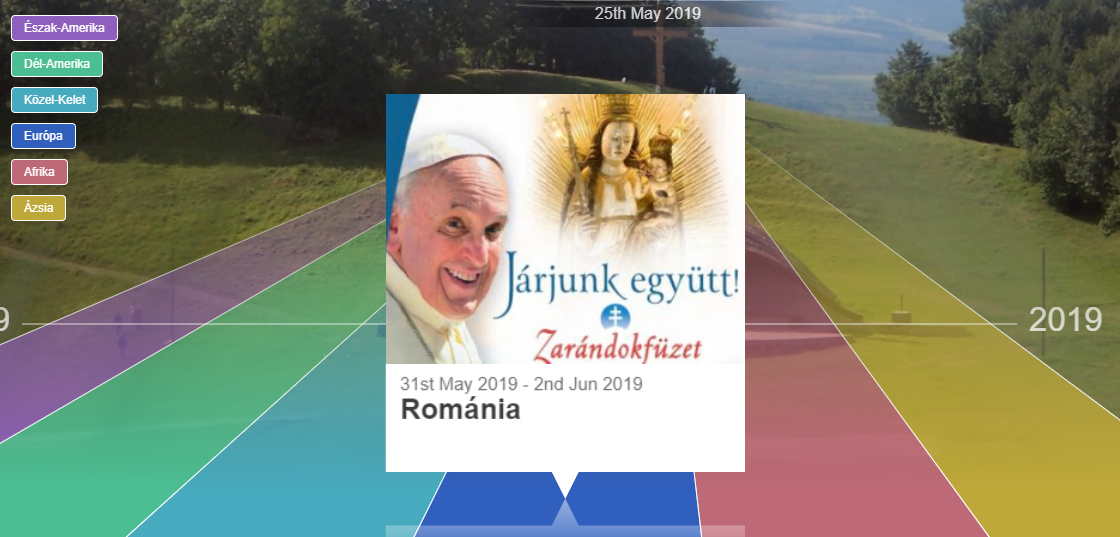 25th May 2019
Észak-Amerika
Dél-Amerika
Közel-Kelet
Európa
Afrika
Ázsia
Járjunk együtt!
Zarándokfüzet
9
2019
31st May 2019 - 2nd Jun 2019
Románia